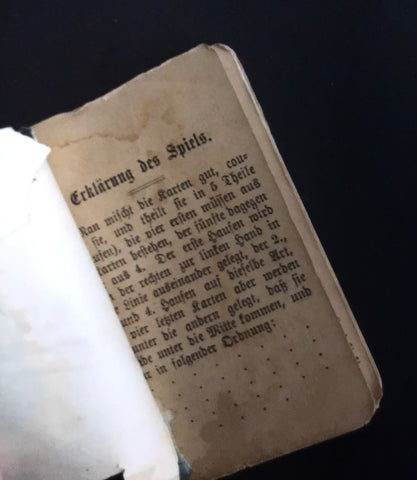 Erklärung des Spiels.
Man mischt die Karten gut, cou-
sie, und theilt sie in 5 Theile
ufen), die vier ersten müssen aus
karten bestehen, der fünfte dagegen
aus 4. Der erste Haufen wird
der rechten zur linken Hand in
Linie auseinander gelegt, der 2.,
und 4. Haufen auf dieselbe Art,
vier letzten Karten aber werden
unter die andern gelegt, daß sie
de unter die Mitte kommen, und
in folgender Ordnung: